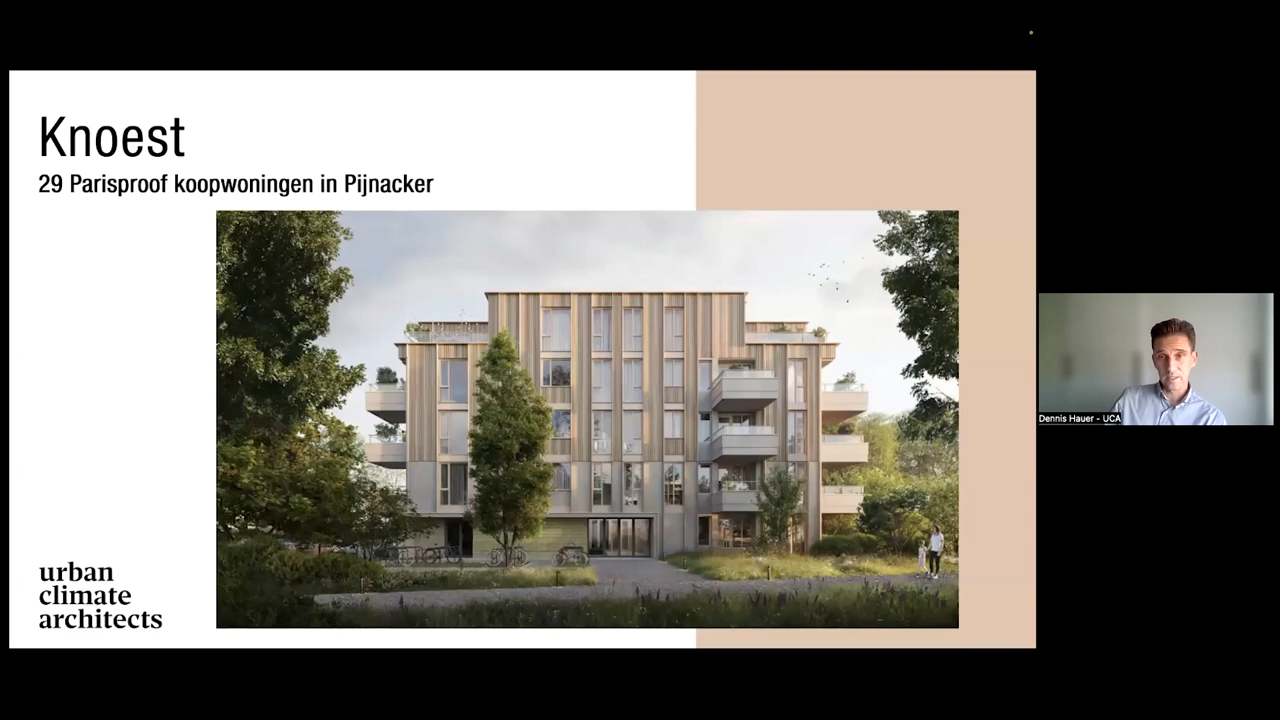 Knoest
29 Parisproof koopwoningen in Pijnacker
urban
climate
architects
Dennis Hauer - UCA